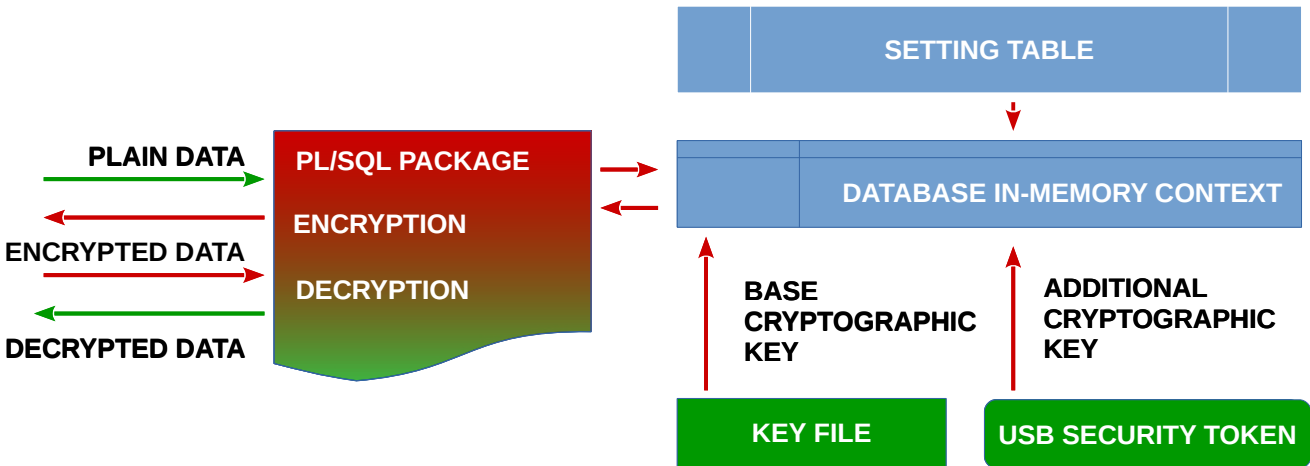 SETTING TABLE
PLAIN DATA
PL/SQL PACKAGE
DATABASE IN-MEMORY CONTEXT
ENCRYPTION
ENCRYPTED DATA
DECRYPTION
DECRYPTED DATA
BASE
CRYPTOGRAPHIC
KEY
ADDITIONAL
CRYPTOGRAPHIC
KEY
KEY FILE
USB SECURITY TOKEN